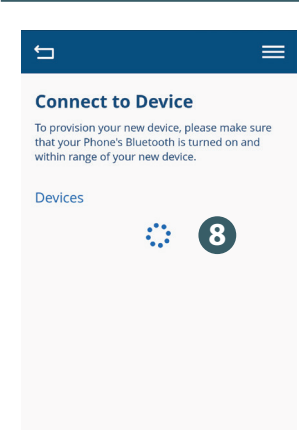 Connect to Device
To provision your new device, please make sure
that your Phone's Bluetooth is turned on and
within range of your new device.
Devices
8